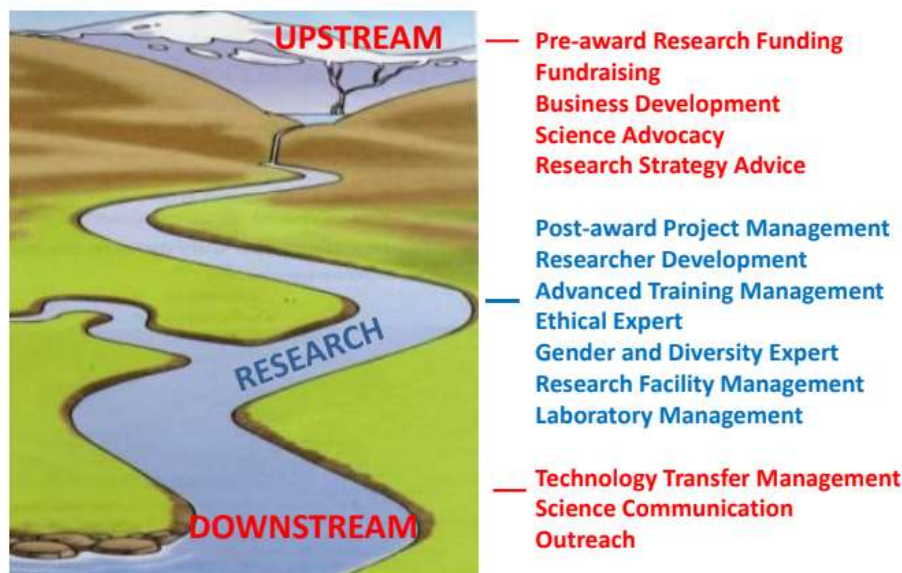 UPSTREAM
Pre-award Research Funding
Fundraising
Business Development
Science Advocacy
Research Strategy Advice
RESEARCH
Post-award Project Management
Researcher Development
Advanced Training Management
Ethical Expert
Gender and Diversity Expert
Research Facility Management
Laboratory Management
DOWNSTREAM
Technology Transfer Management
Science Communication
Outreach